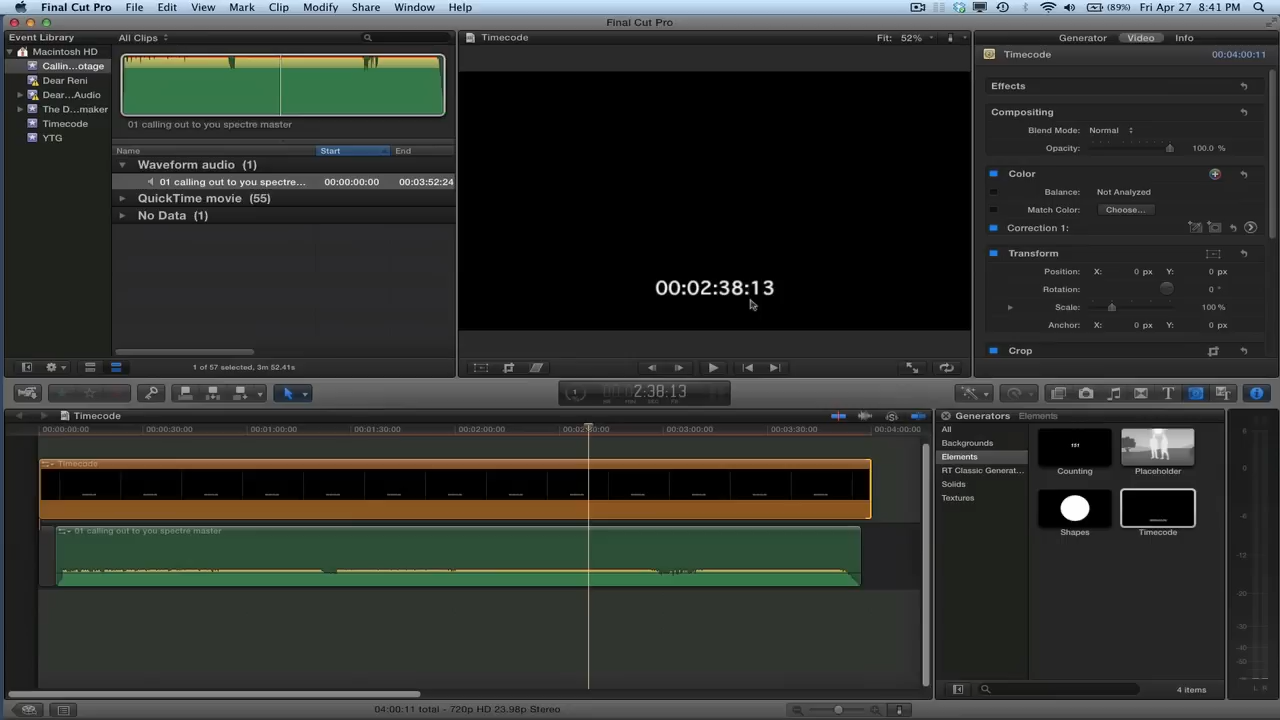 Final Cut Pro File Edit View Mark Clip Modify Share Window Help (89%) Fri Apr 27 8:41 PM
Final Cut Pro
Event Library
All Clips
Timecode
Fit: 52%
Generator Video Info
Macintosh HD
Callin...otage
Dear Reni
Dear...Audio
The D...maker
Timecode
YTG
01 calling out to you spectre master
Name Start End
Waveform audio (1)
01 calling out to you spectre... 00:00:00:00 00:03:52:24
QuickTime movie (55)
No Data (1)
1 of 57 selected, 3m 52.41s
00:02:38:13
Timecode 00:04:00:11
Effects
Compositing
Blend Mode: Normal
Opacity: 100.0 %
Color
Balance: Not Analyzed
Match Color: Choose...
Correction 1:
Transform
Position: X: 0 px Y: 0 px
Rotation: 0 °
Scale: 100 %
Anchor: X: 0 px Y: 0 px
Crop
2:38:13
Timecode
00:00:00:00 00:00:30:00 00:01:00:00 00:01:30:00 00:02:00:00 00:03:00:00 00:03:30:00 00:04:00:00
Timecode
01 calling out to you spectre master
Generators Elements
All
Backgrounds
Elements
RT Classic Generat...
Solids
Textures
Counting
Placeholder
Shapes
Timecode
4 items
04:00:11 total - 720p HD 23.98p Stereo